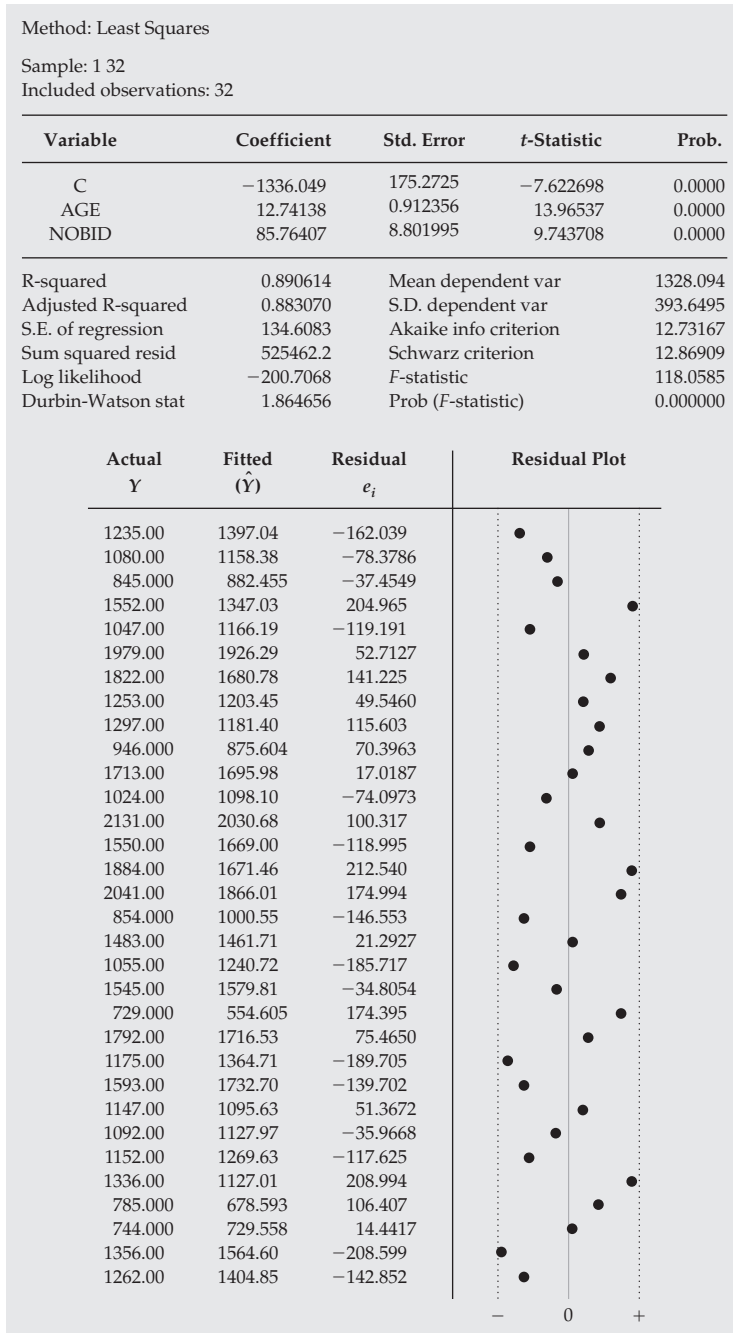 Method: Least Squares
Sample: 1 32
Included observations: 32
Variable Coefficient Std. Error t-Statistic Prob.
C −1336.049 175.2725 −7.622698 0.0000
AGE 12.74138 0.912356 13.96537 0.0000
NOBID 85.76407 8.801995 9.743708 0.0000
R-squared 0.890614 Mean dependent var 1328.094
Adjusted R-squared 0.883070 S.D. dependent var 393.6495
S.E. of regression 134.6083 Akaike info criterion 12.73167
Sum squared resid 525462.2 Schwarz criterion 12.86909
Log likelihood −200.7068 F-statistic 118.0585
Durbin-Watson stat 1.864656 Prob (F-statistic) 0.000000
Actual Fitted Residual Residual Plot
Y (Ŷ) ei
1235.00 1397.04 −162.039
1080.00 1158.38 −78.3786
845.000 882.455 −37.4549
1552.00 1347.03 204.965
1047.00 1166.19 −119.191
1979.00 1926.29 52.7127
1822.00 1680.78 141.225
1253.00 1203.45 49.5460
1297.00 1181.40 115.603
946.000 875.604 70.3963
1713.00 1695.98 17.0187
1024.00 1098.10 −74.0973
2131.00 2030.68 100.317
1550.00 1669.00 −118.995
1884.00 1671.46 212.540
2041.00 1866.01 174.994
854.000 1000.55 −146.553
1483.00 1461.71 21.2927
1055.00 1240.72 −185.717
1545.00 1579.81 −34.8054
729.000 554.605 174.395
1792.00 1716.53 75.4650
1175.00 1364.71 −189.705
1593.00 1732.70 −139.702
1147.00 1095.63 51.3672
1092.00 1127.97 −35.9668
1152.00 1269.63 −117.625
1336.00 1127.01 208.994
785.000 678.593 106.407
744.000 729.558 14.4417
1356.00 1564.60 −208.599
1262.00 1404.85 −142.852
− 0 +